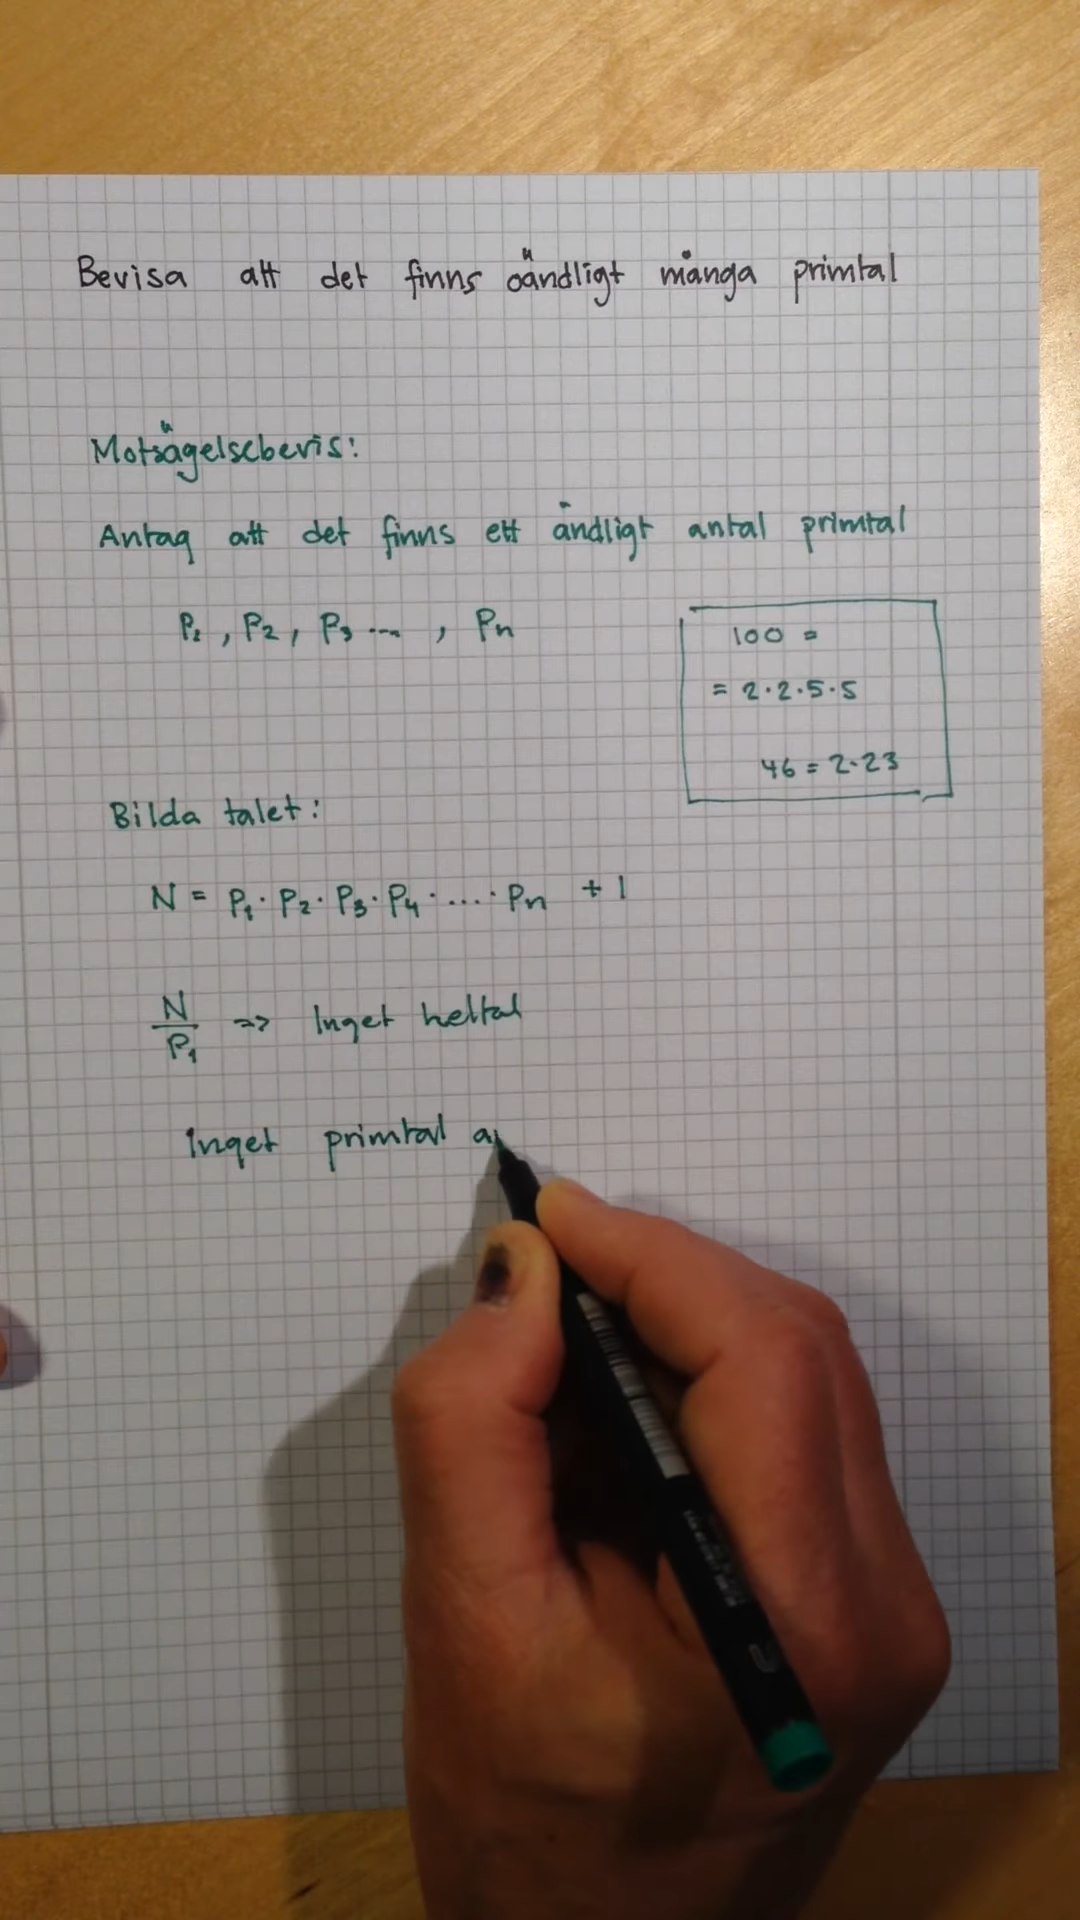 Bevisa att det finns oändligt många primtal
Motsägelsebevis:
Antag att det finns ett ändligt antal primtal
P₁, P₂, P₃ ..., Pn
100 =
= 2·2·5·5
46 = 2·23
Bilda talet:
N = P₁·P₂·P₃·P₄·....·Pn + 1
N/P₁ => Inget heltal
Inget primtal a